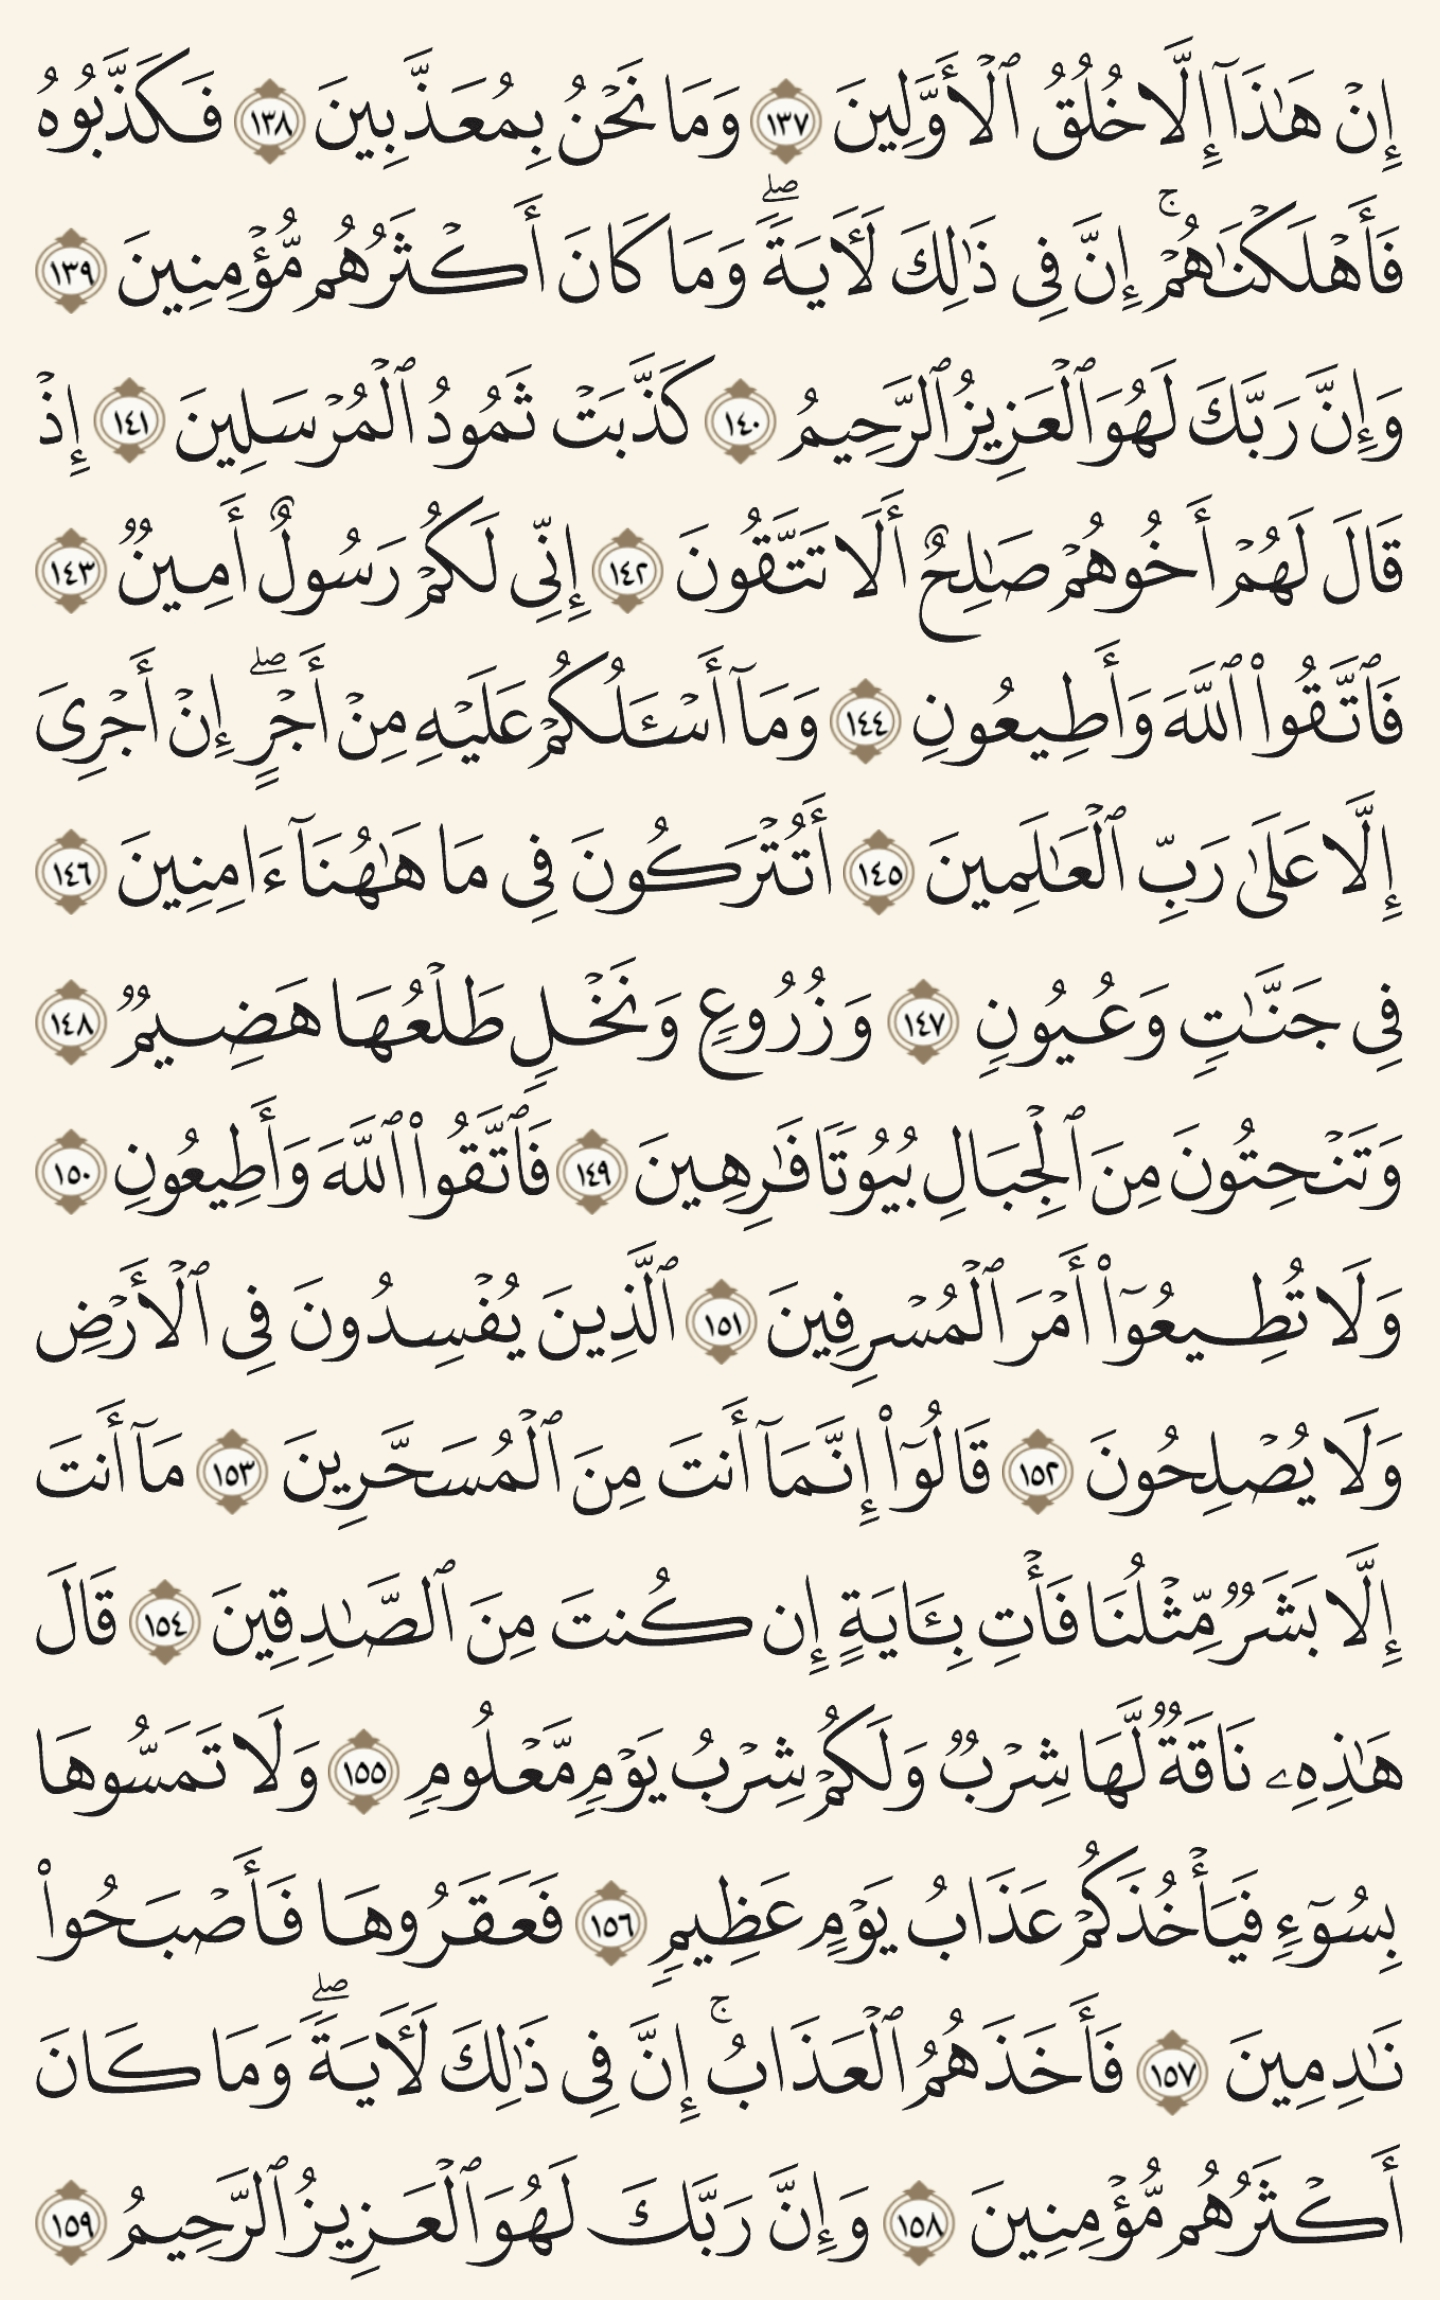 إِنْ هَٰذَآ إِلَّا خُلُقُ ٱلْأَوَّلِينَ ١٣٧ وَمَا نَحْنُ بِمُعَذَّبِينَ ١٣٨ فَكَذَّبُوهُ
فَأَهْلَكْنَٰهُمْ ۚ إِنَّ فِى ذَٰلِكَ لَـَٔايَةً ۖ وَمَا كَانَ أَكْثَرُهُم مُّؤْمِنِينَ ١٣٩
وَإِنَّ رَبَّكَ لَهُوَ ٱلْعَزِيزُ ٱلرَّحِيمُ ١٤٠ كَذَّبَتْ ثَمُودُ ٱلْمُرْسَلِينَ ١٤١ إِذْ
قَالَ لَهُمْ أَخُوهُمْ صَٰلِحٌ أَلَا تَتَّقُونَ ١٤٢ إِنِّى لَكُمْ رَسُولٌ أَمِينٌ ١٤٣
فَٱتَّقُوا۟ ٱللَّهَ وَأَطِيعُونِ ١٤٤ وَمَآ أَسْـَٔلُكُمْ عَلَيْهِ مِنْ أَجْرٍ ۖ إِنْ أَجْرِىَ
إِلَّا عَلَىٰ رَبِّ ٱلْعَٰلَمِينَ ١٤٥ أَتُتْرَكُونَ فِى مَا هَٰهُنَآ ءَامِنِينَ ١٤٦
فِى جَنَّٰتٍ وَعُيُونٍ ١٤٧ وَزُرُوعٍ وَنَخْلٍ طَلْعُهَا هَضِيمٌ ١٤٨
وَتَنْحِتُونَ مِنَ ٱلْجِبَالِ بُيُوتًا فَٰرِهِينَ ١٤٩ فَٱتَّقُوا۟ ٱللَّهَ وَأَطِيعُونِ ١٥٠
وَلَا تُطِيعُوٓا۟ أَمْرَ ٱلْمُسْرِفِينَ ١٥١ ٱلَّذِينَ يُفْسِدُونَ فِى ٱلْأَرْضِ
وَلَا يُصْلِحُونَ ١٥٢ قَالُوٓا۟ إِنَّمَآ أَنتَ مِنَ ٱلْمُسَحَّرِينَ ١٥٣ مَآ أَنتَ
إِلَّا بَشَرٌ مِّثْلُنَا فَأْتِ بِـَٔايَةٍ إِن كُنتَ مِنَ ٱلصَّٰدِقِينَ ١٥٤ قَالَ
هَٰذِهِۦ نَاقَةٌ لَّهَا شِرْبٌ وَلَكُمْ شِرْبُ يَوْمٍ مَّعْلُومٍ ١٥٥ وَلَا تَمَسُّوهَا
بِسُوٓءٍ فَيَأْخُذَكُمْ عَذَابُ يَوْمٍ عَظِيمٍ ١٥٦ فَعَقَرُوهَا فَأَصْبَحُوا۟
نَٰدِمِينَ ١٥٧ فَأَخَذَهُمُ ٱلْعَذَابُ ۚ إِنَّ فِى ذَٰلِكَ لَـَٔايَةً ۖ وَمَا كَانَ
أَكْثَرُهُم مُّؤْمِنِينَ ١٥٨ وَإِنَّ رَبَّكَ لَهُوَ ٱلْعَزِيزُ ٱلرَّحِيمُ ١٥٩